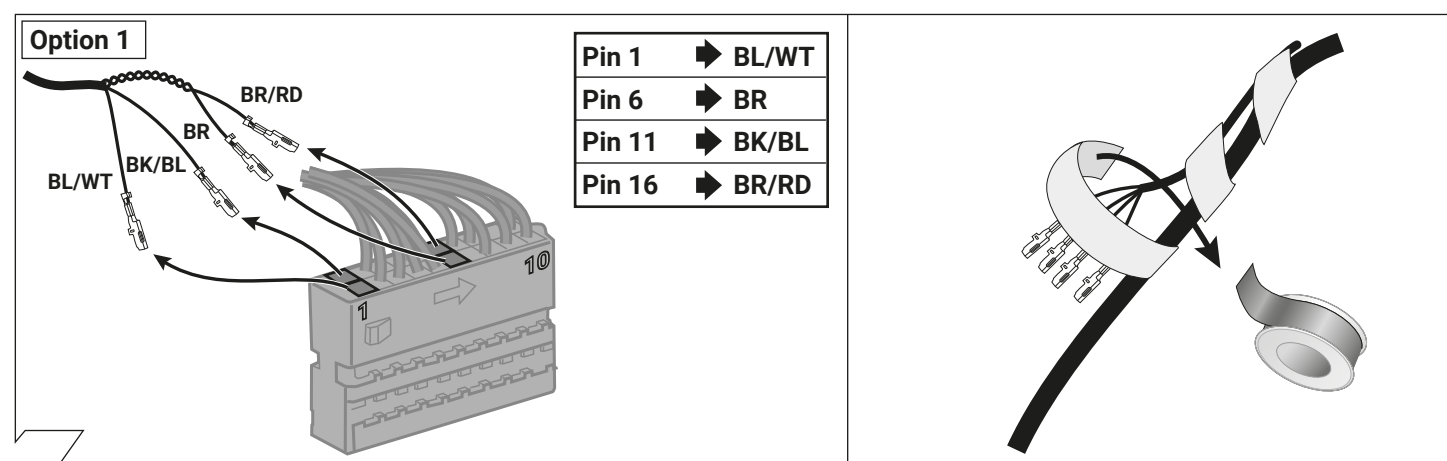 Option 1
BR/RD
BR
BK/BL
BL/WT
1
10
Pin 1 ➡ BL/WT
Pin 6 ➡ BR
Pin 11 ➡ BK/BL
Pin 16 ➡ BR/RD